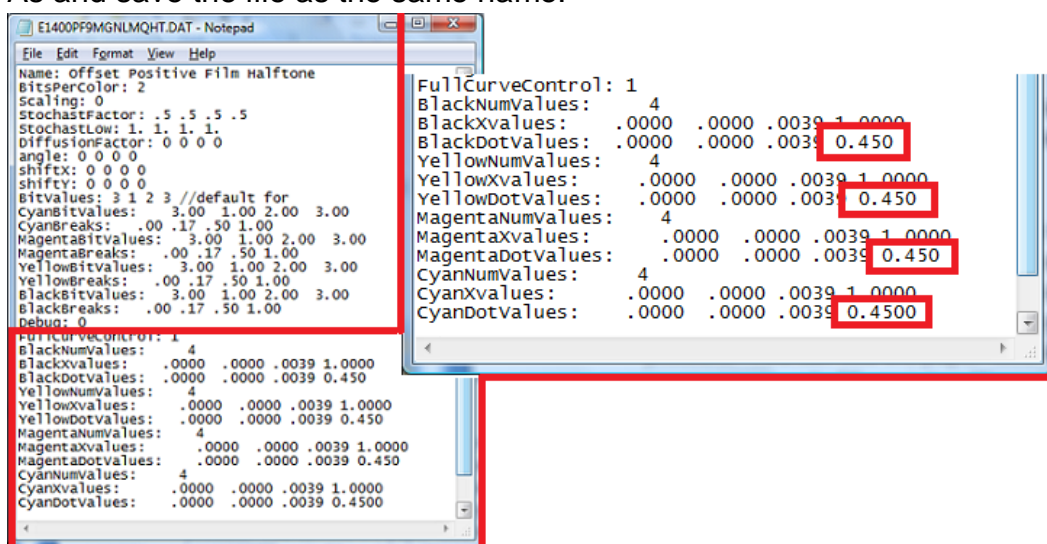 As and save the file as the same name.
E1400PF9MGNLMQHT.DAT - Notepad
File Edit Format View Help
Name: Offset Positive Film Halftone
BitsPerColor: 2
Scaling: 0
StochastFactor: .5 .5 .5 .5
StochastLow: 1. 1. 1. 1.
DiffusionFactor: 0 0 0 0
angle: 0 0 0 0
shiftX: 0 0 0 0
shiftY: 0 0 0 0
BitValues: 3 1 2 3 //default for
CyanBitValues: 3.00 1.00 2.00 3.00
CyanBreaks: .00 .17 .50 1.00
MagentaBitValues: 3.00 1.00 2.00 3.00
MagentaBreaks: .00 .17 .50 1.00
YellowBitValues: 3.00 1.00 2.00 3.00
YellowBreaks: .00 .17 .50 1.00
BlackBitValues: 3.00 1.00 2.00 3.00
BlackBreaks: .00 .17 .50 1.00
Debug: 0
FullCurveControl: 1
BlackNumValues: 4
BlackXvalues: .0000 .0000 .0039 1.0000
BlackDotValues: .0000 .0000 .0039 0.450
YellowNumValues: 4
YellowXvalues: .0000 .0000 .0039 1.0000
YellowDotValues: .0000 .0000 .0039 0.450
MagentaNumValues: 4
MagentaXvalues: .0000 .0000 .0039 1.0000
MagentaDotValues: .0000 .0000 .0039 0.450
CyanNumValues: 4
CyanXvalues: .0000 .0000 .0039 1.0000
CyanDotValues: .0000 .0000 .0039 0.4500
FullCurveControl: 1
BlackNumValues: 4
BlackXvalues: .0000 .0000 .0039 1.0000
BlackDotValues: .0000 .0000 .0039 0.450
YellowNumValues: 4
YellowXvalues: .0000 .0000 .0039 1.0000
YellowDotValues: .0000 .0000 .0039 0.450
MagentaNumValues: 4
MagentaXvalues: .0000 .0000 .0039 1.0000
MagentaDotValues: .0000 .0000 .0039 0.450
CyanNumValues: 4
CyanXvalues: .0000 .0000 .0039 1.0000
CyanDotValues: .0000 .0000 .0039 0.4500